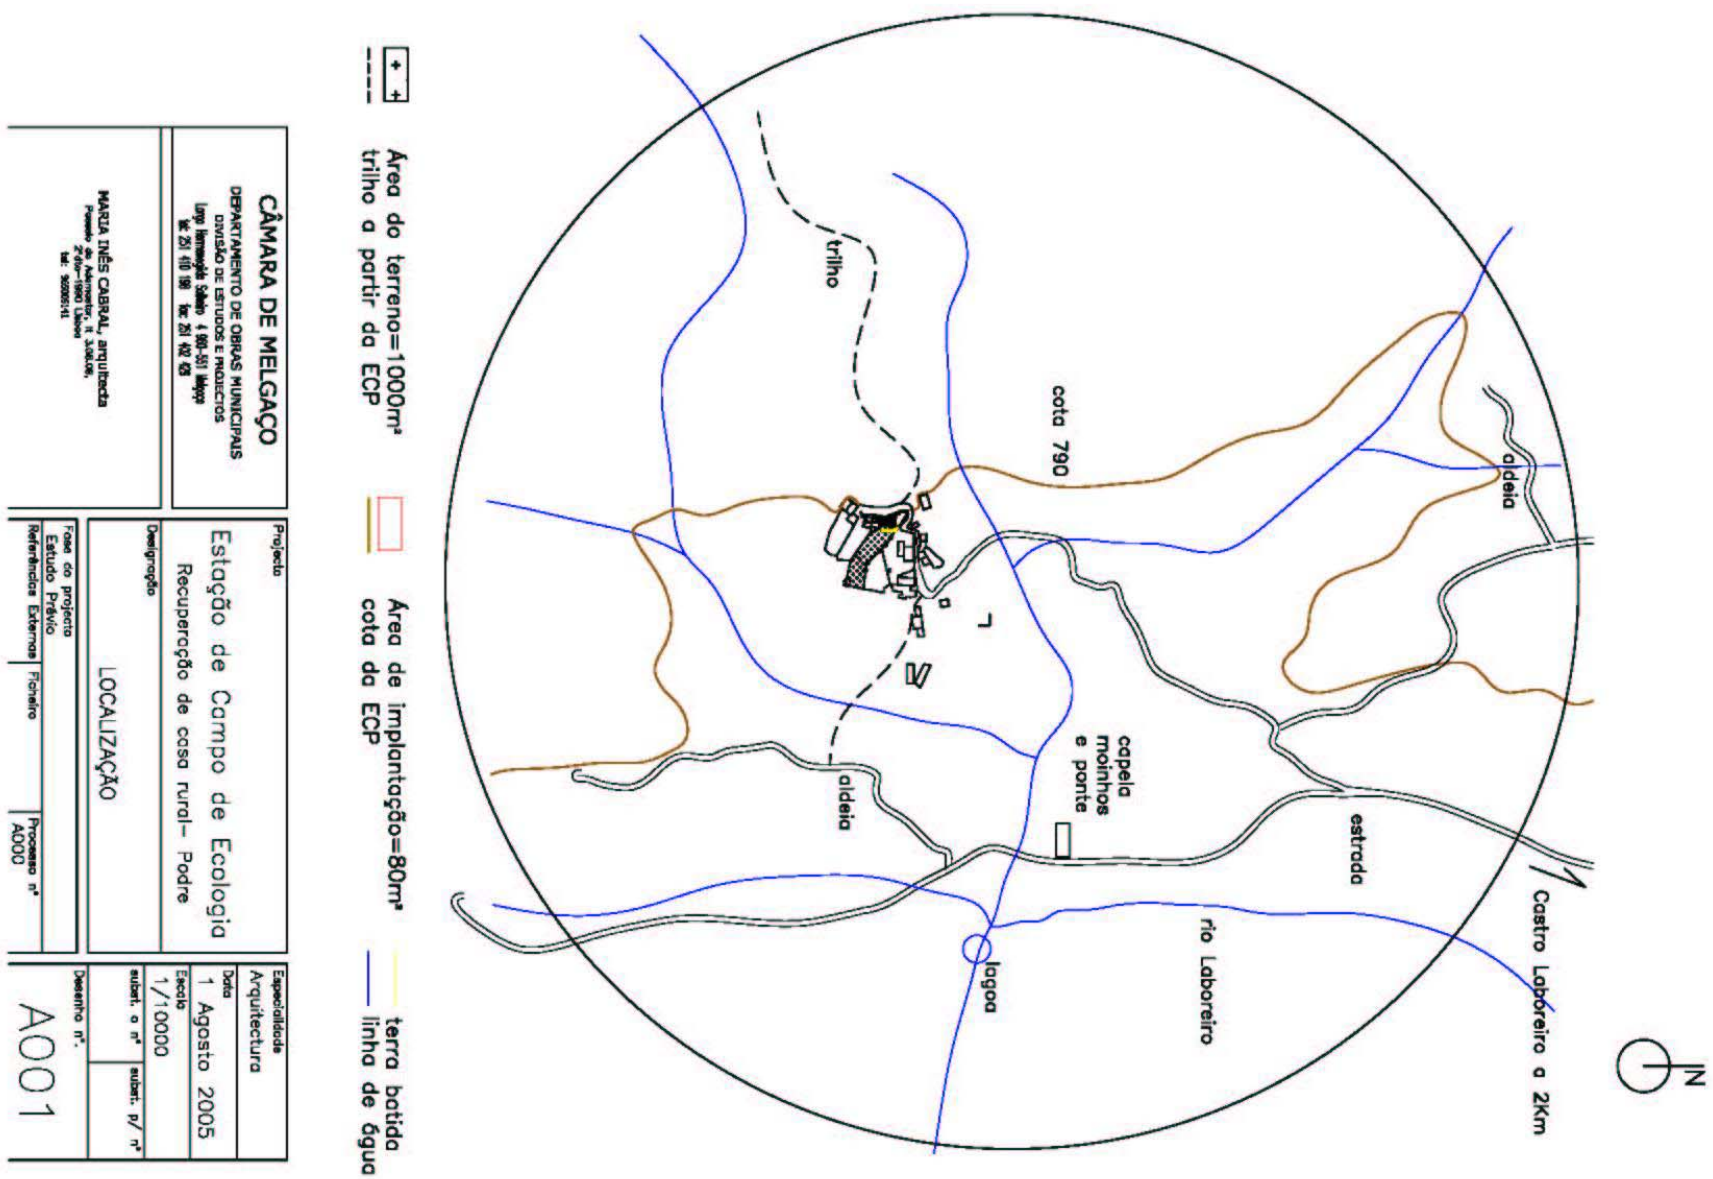 N
Castro Laboreiro a 2Km
aldeia
estrada
rio Laboreiro
cota 790
capela
moinhos
e ponte
lagoa
trilho
aldeia
Área do terreno=1000m²
trilho a partir da ECP
Área de implantação=80m²
cota da ECP
terra batida
linha de água
CÂMARA DE MELGAÇO
DEPARTAMENTO DE OBRAS MUNICIPAIS
DIVISÃO DE ESTUDOS E PROJECTOS
MARIA INÊS CABRAL, arquitecta
Projecto
Estação de Campo de Ecologia
Recuperação de casa rural- Podre
Designação
LOCALIZAÇÃO
Fase do projecto
Estudo Prévio
Referências Externas
Ficheiro
Processo nº
A000
Especialidade
Arquitectura
Data
1 Agosto 2005
Escala
1/10000
subst. a nº
subst. p/ nº
Desenho nº.
A001